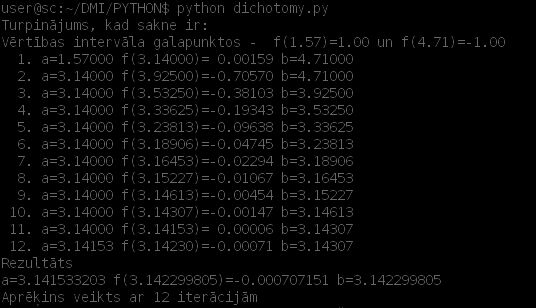 user@sc:~/DMI/PYTHON$ python dichotomy.py
Turpinājums, kad sakne ir:
Vērtības intervāla galapunktos -  f(1.57)=1.00 un f(4.71)=-1.00
  1. a=1.57000 f(3.14000)= 0.00159 b=4.71000
  2. a=3.14000 f(3.92500)=-0.70570 b=4.71000
  3. a=3.14000 f(3.53250)=-0.38103 b=3.92500
  4. a=3.14000 f(3.33625)=-0.19343 b=3.53250
  5. a=3.14000 f(3.23813)=-0.09638 b=3.33625
  6. a=3.14000 f(3.18906)=-0.04745 b=3.23813
  7. a=3.14000 f(3.16453)=-0.02294 b=3.18906
  8. a=3.14000 f(3.15227)=-0.01067 b=3.16453
  9. a=3.14000 f(3.14613)=-0.00454 b=3.15227
 10. a=3.14000 f(3.14307)=-0.00147 b=3.14613
 11. a=3.14000 f(3.14153)= 0.00006 b=3.14307
 12. a=3.14153 f(3.14230)=-0.00071 b=3.14307
Rezultāts
a=3.141533203 f(3.142299805)=-0.000707151 b=3.142299805
Aprēķins veikts ar 12 iterācijām